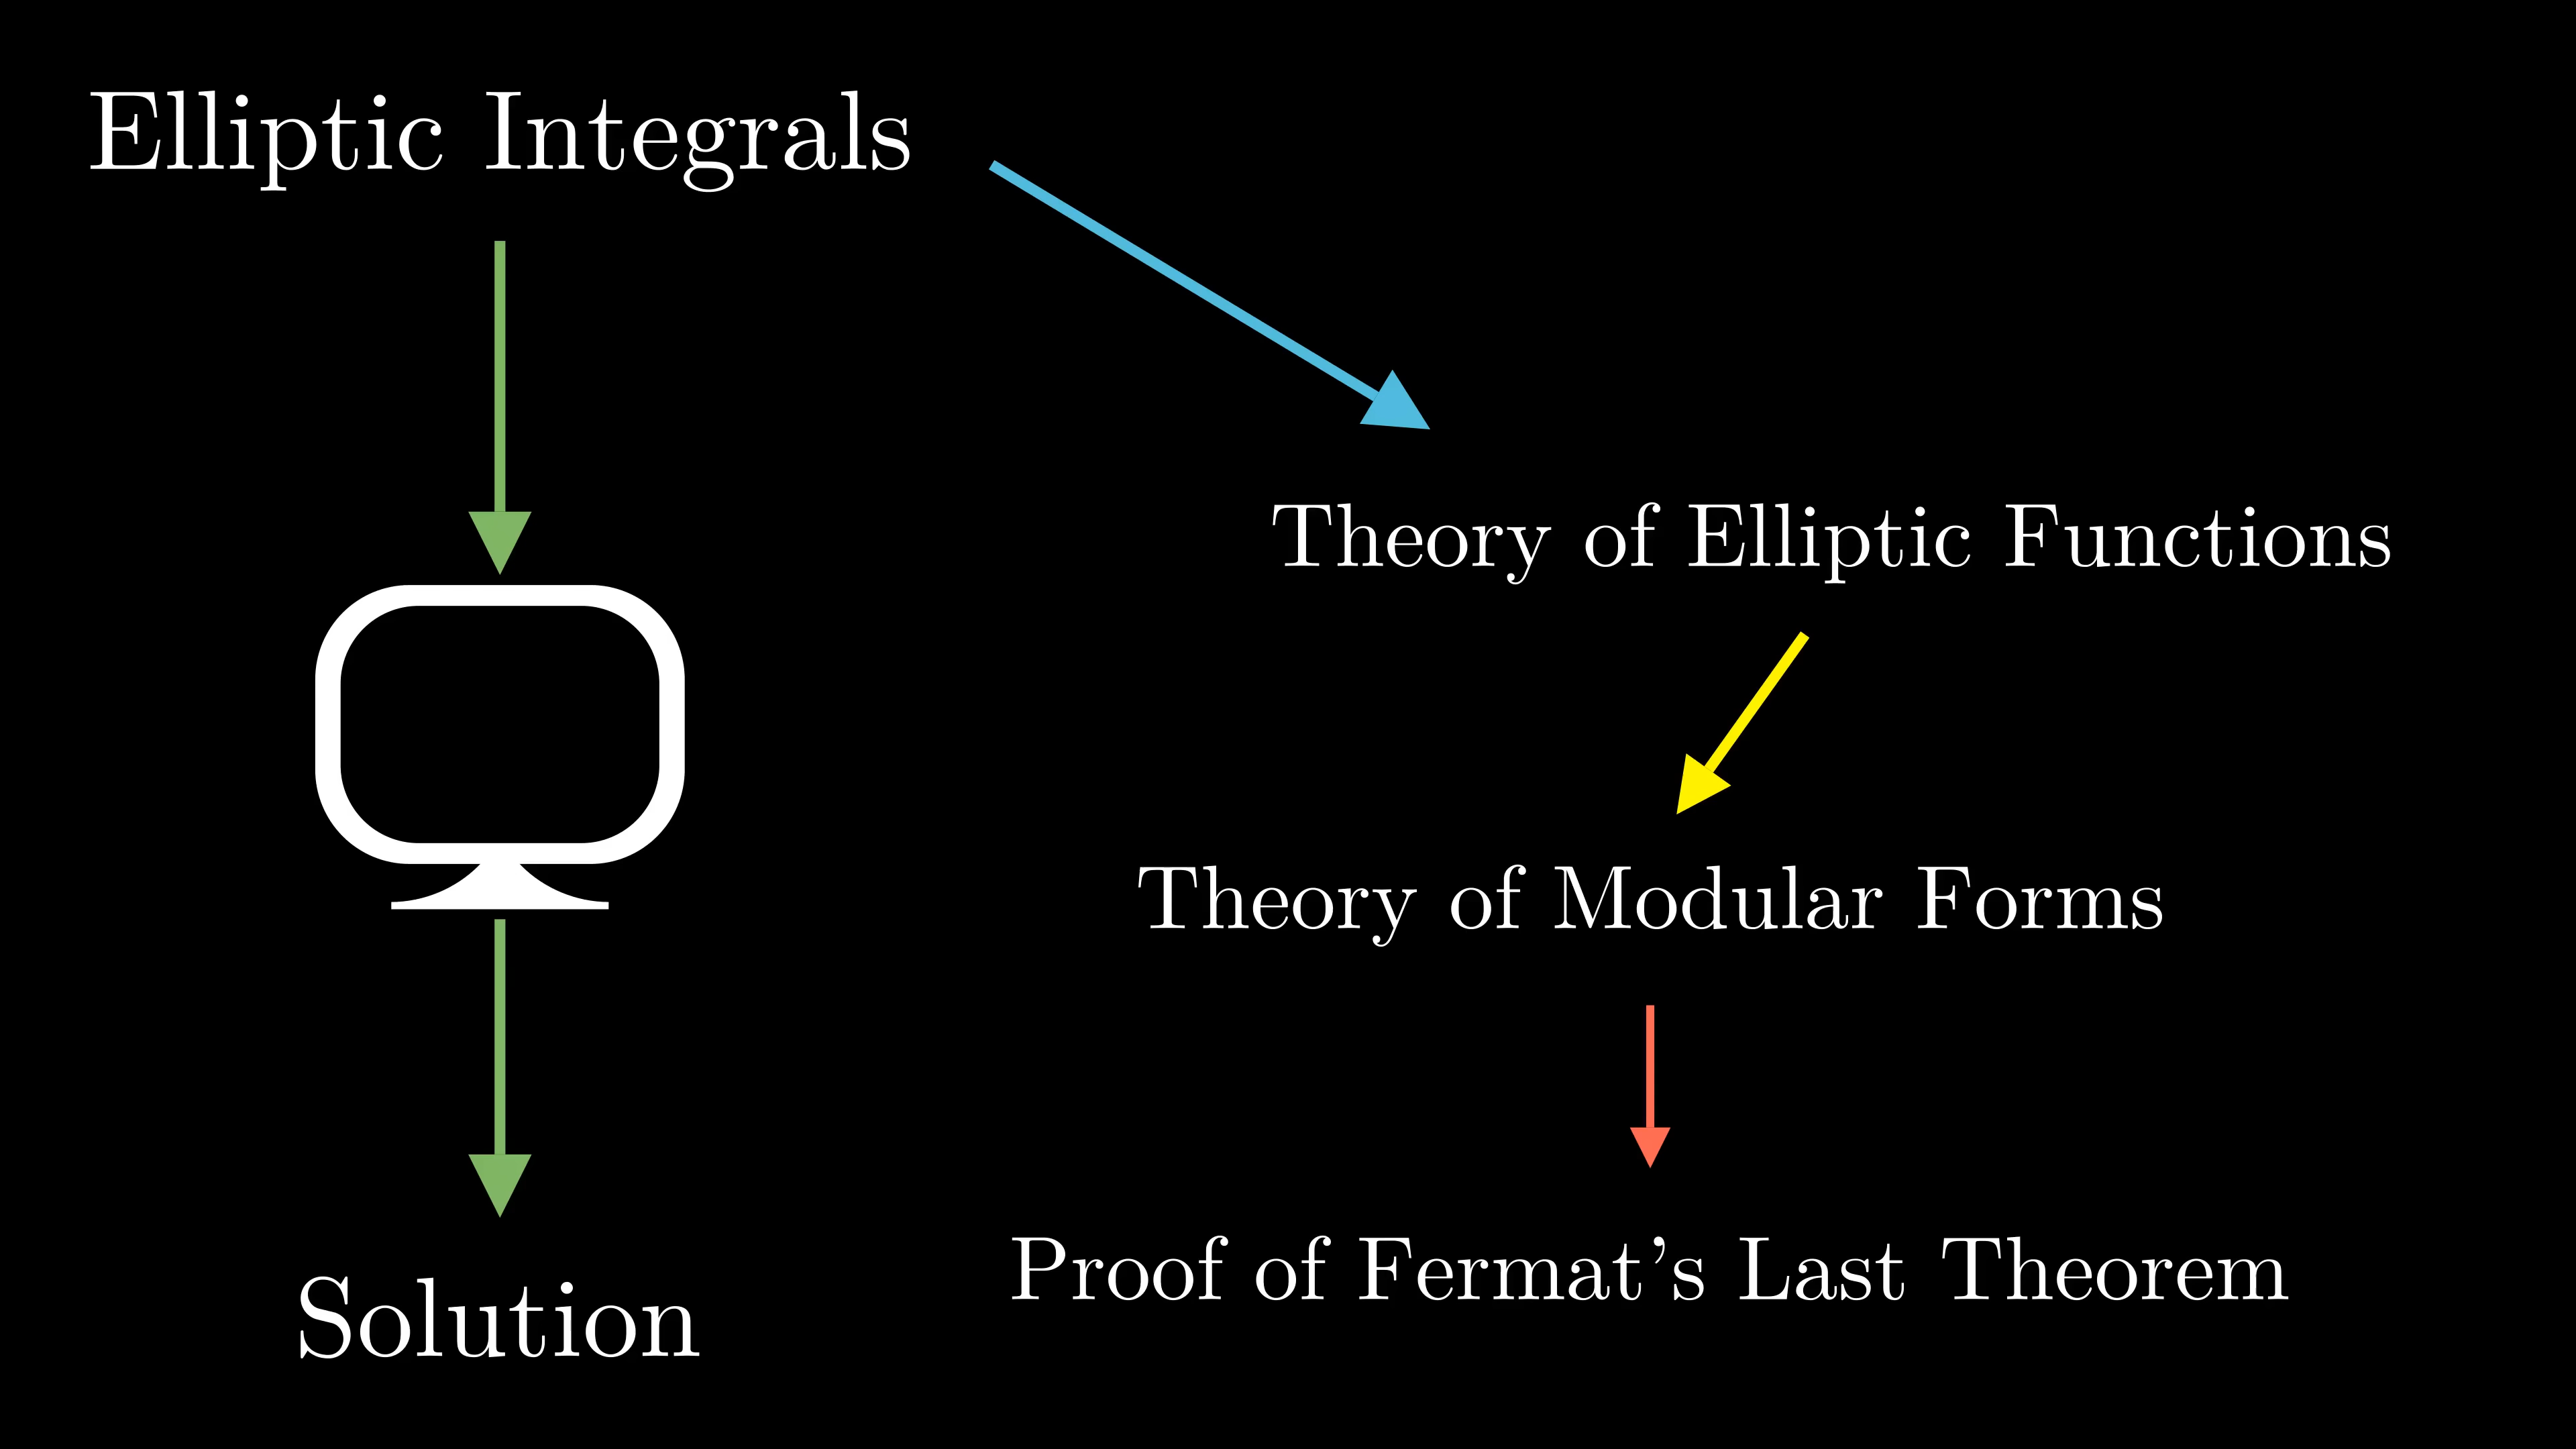 Elliptic Integrals
Theory of Elliptic Functions
Theory of Modular Forms
Proof of Fermat’s Last Theorem
Solution